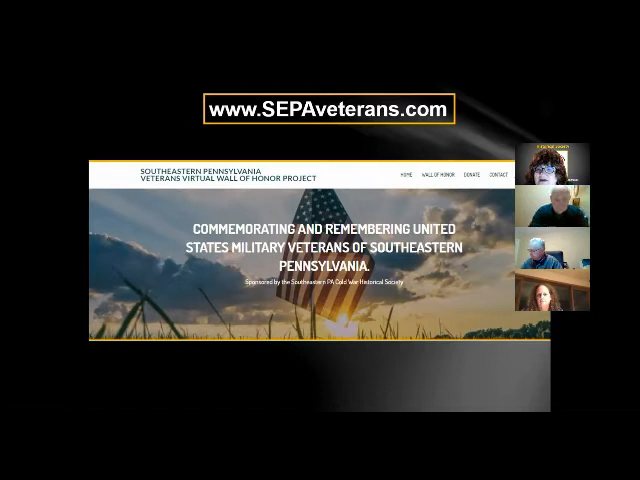 www.SEPAveterans.com
SOUTHEASTERN PENNSYLVANIA
VETERANS VIRTUAL WALL OF HONOR PROJECT
HOME WALL OF HONOR DONATE CONTACT
COMMEMORATING AND REMEMBERING UNITED
STATES MILITARY VETERANS OF SOUTHEASTERN
PENNSYLVANIA.
Sponsored by the Southeastern PA Cold War Historical Society